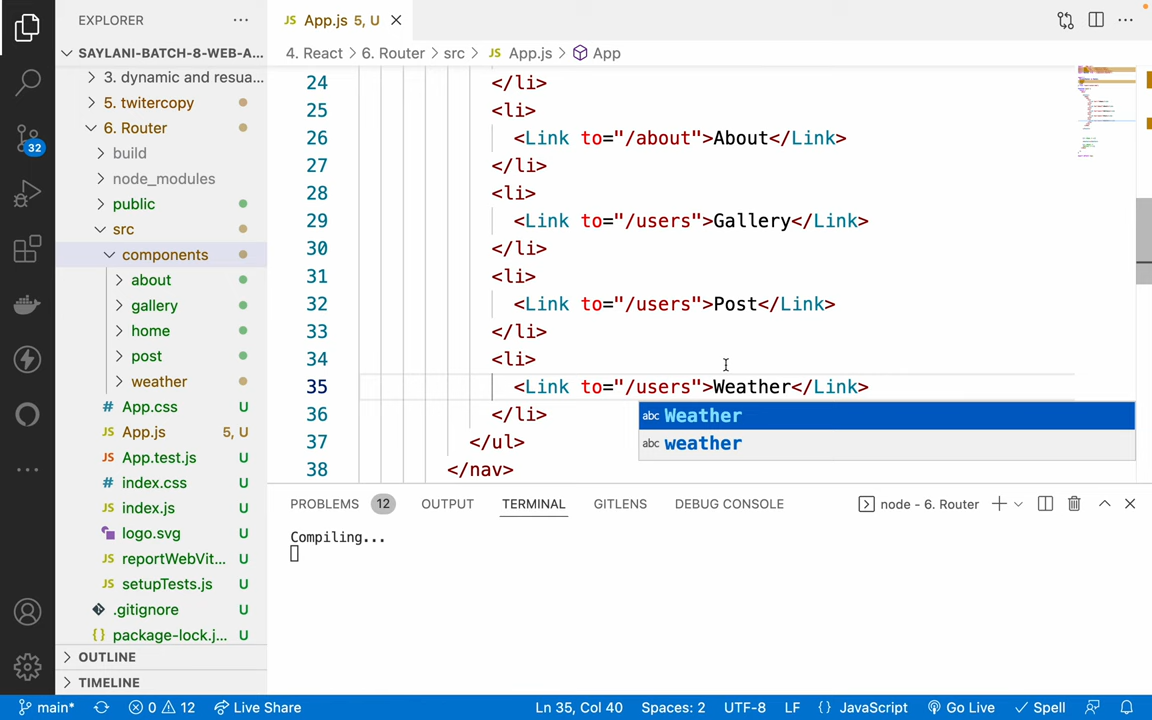 EXPLORER
App.js 5, U
SAYLANI-BATCH-8-WEB-A...
4. React > 6. Router > src > JS App.js > App
3. dynamic and resua...
5. twitercopy
6. Router
build
node_modules
public
src
components
about
gallery
home
post
weather
# App.css U
JS App.js 5, U
JS App.test.js U
# index.css U
JS index.js U
logo.svg U
JS reportWebVit... U
JS setupTests.js U
.gitignore U
{} package-lock.j... U
OUTLINE
TIMELINE
32
JS
24 </li>
25 <li>
26 <Link to="/about">About</Link>
27 </li>
28 <li>
29 <Link to="/users">Gallery</Link>
30 </li>
31 <li>
32 <Link to="/users">Post</Link>
33 </li>
34 <li>
35 <Link to="/users">Weather</Link>
36 </li>
37 </ul>
38 </nav>
abc Weather
abc weather
PROBLEMS 12 OUTPUT TERMINAL GITLENS DEBUG CONSOLE node - 6. Router
Compiling...
main* 0 12 Live Share Ln 35, Col 40 Spaces: 2 UTF-8 LF {} JavaScript Go Live Spell